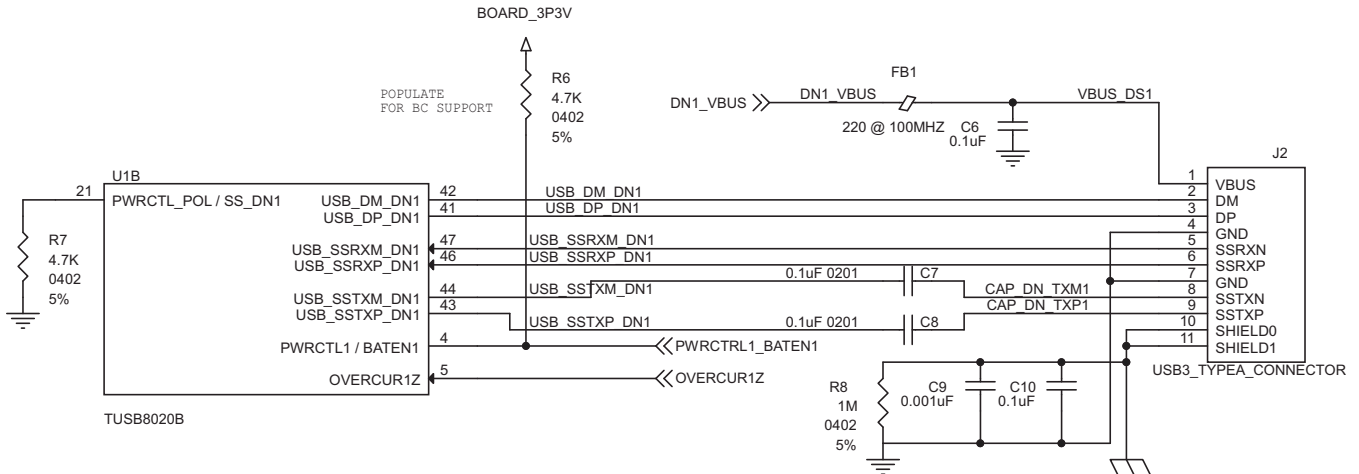 BOARD_3P3V
POPULATE
FOR BC SUPPORT
R6
4.7K
0402
5%
FB1
DN1_VBUS
DN1_VBUS
VBUS_DS1
220 @ 100MHZ
C6
0.1uF
J2
U1B
21
PWRCTL_POL / SS_DN1
R7
4.7K
0402
5%
USB_DM_DN1
42
USB_DM_DN1
USB_DP_DN1
41
USB_DP_DN1
USB_SSRXM_DN1
47
USB_SSRXM_DN1
USB_SSRXP_DN1
46
USB_SSRXP_DN1
USB_SSTXM_DN1
44
USB_SSTXM_DN1
USB_SSTXP_DN1
43
USB_SSTXP_DN1
PWRCTL1 / BATEN1
4
PWRCTRL1_BATEN1
OVERCUR1Z
5
OVERCUR1Z
TUSB8020B
0.1uF 0201
C7
CAP_DN_TXM1
0.1uF 0201
C8
CAP_DN_TXP1
1
VBUS
2
DM
3
DP
4
GND
5
SSRXN
6
SSRXP
7
GND
8
SSTXN
9
SSTXP
10
SHIELD0
11
SHIELD1
USB3_TYPEA_CONNECTOR
R8
1M
0402
5%
C9
0.001uF
C10
0.1uF